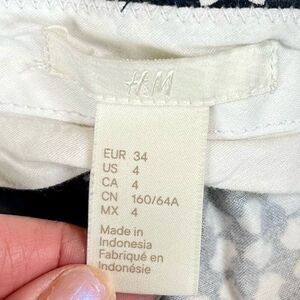 H&M
EUR 34
US 4
CA 4
CN 160/64A
MX 4
Made in
Indonesia
Fabriqué en
Indonésie